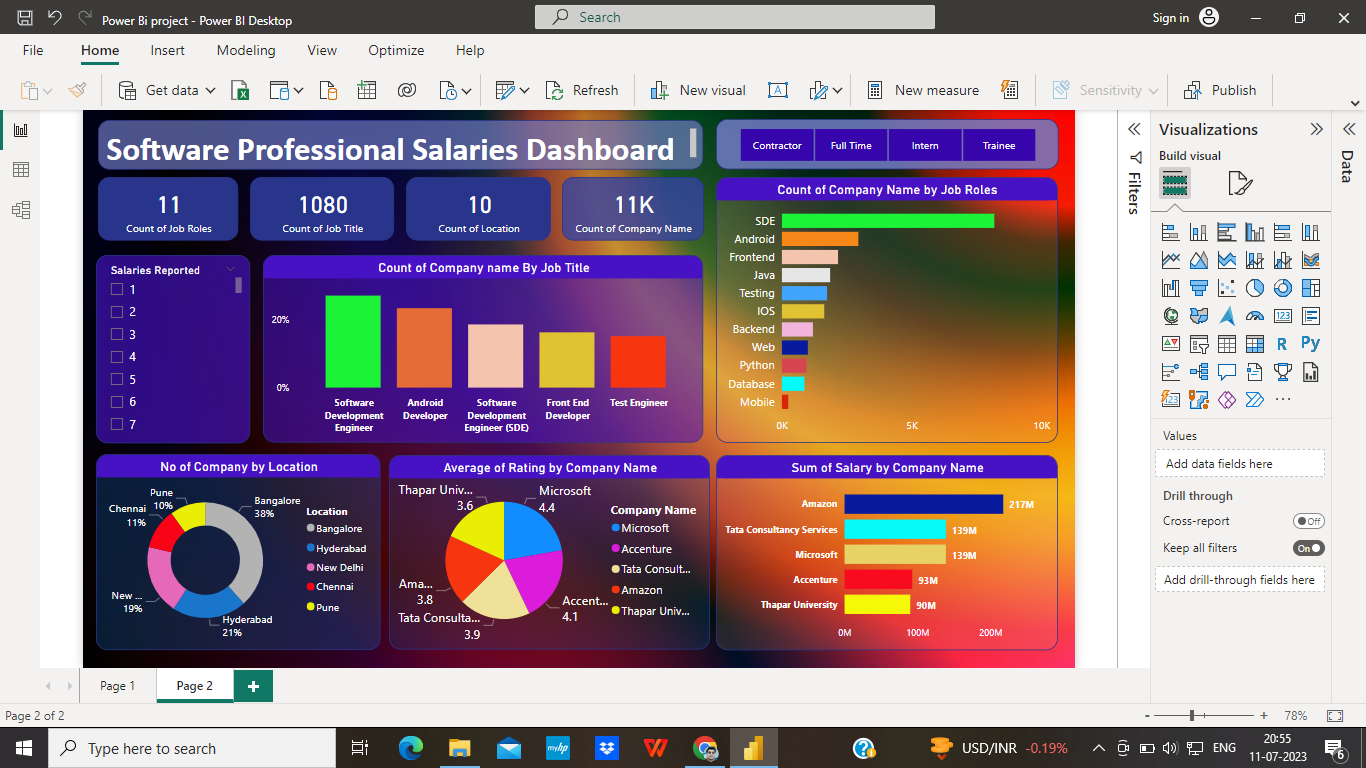 Power Bi project - Power BI Desktop
Search
Sign in
File Home Insert Modeling View Optimize Help
Get data
Refresh
New visual
A
New measure
Sensitivity
Publish
Software Professional Salaries Dashboard
Contractor Full Time Intern Trainee
11
Count of Job Roles
1080
Count of Job Title
10
Count of Location
11K
Count of Company Name
Salaries Reported
1
2
3
4
5
6
7
Count of Company name By Job Title
20%
0%
Software Development Engineer
Android Developer
Software Development Engineer (SDE)
Front End Developer
Test Engineer
Count of Company Name by Job Roles
SDE
Android
Frontend
Java
Testing
IOS
Backend
Web
Python
Database
Mobile
0K 5K 10K
No of Company by Location
Pune
10%
Chennai
11%
New ...
19%
Bangalore
38%
Hyderabad
21%
Location
Bangalore
Hyderabad
New Delhi
Chennai
Pune
Average of Rating by Company Name
Thapar Univ...
3.6
Microsoft
4.4
Ama...
3.8
Tata Consulta...
3.9
Accent...
4.1
Company Name
Microsoft
Accenture
Tata Consult...
Amazon
Thapar Univ...
Sum of Salary by Company Name
Amazon 217M
Tata Consultancy Services 139M
Microsoft 139M
Accenture 93M
Thapar University 90M
0M 100M 200M
Filters
Visualizations
Build visual
123
R
Py
123
...
Values
Add data fields here
Drill through
Cross-report Off
Keep all filters On
Add drill-through fields here
Data
Page 1 Page 2 +
Page 2 of 2
- + 78%
Type here to search
myhp
USD/INR -0.19%
ENG
20:55
11-07-2023
6